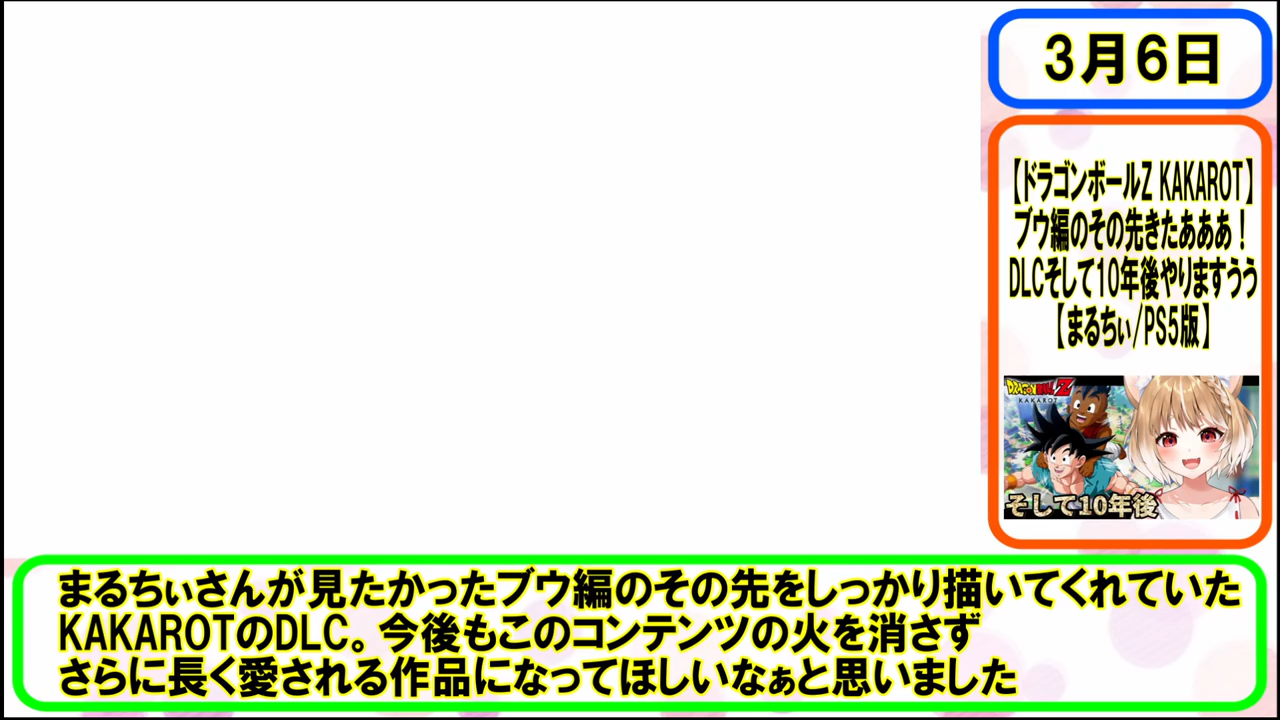 3月6日
【ドラゴンボールZ KAKAROT】
ブウ編のその先きたあああ！
DLCそして10年後やりますうう
【まるちぃ/PS5版】
DRAGON BALL Z
KAKAROT
そして10年後
まるちぃさんが見たかったブウ編のその先をしっかり描いてくれていた
KAKAROTのDLC。今後もこのコンテンツの火を消さず
さらに長く愛される作品になってほしいなぁと思いました